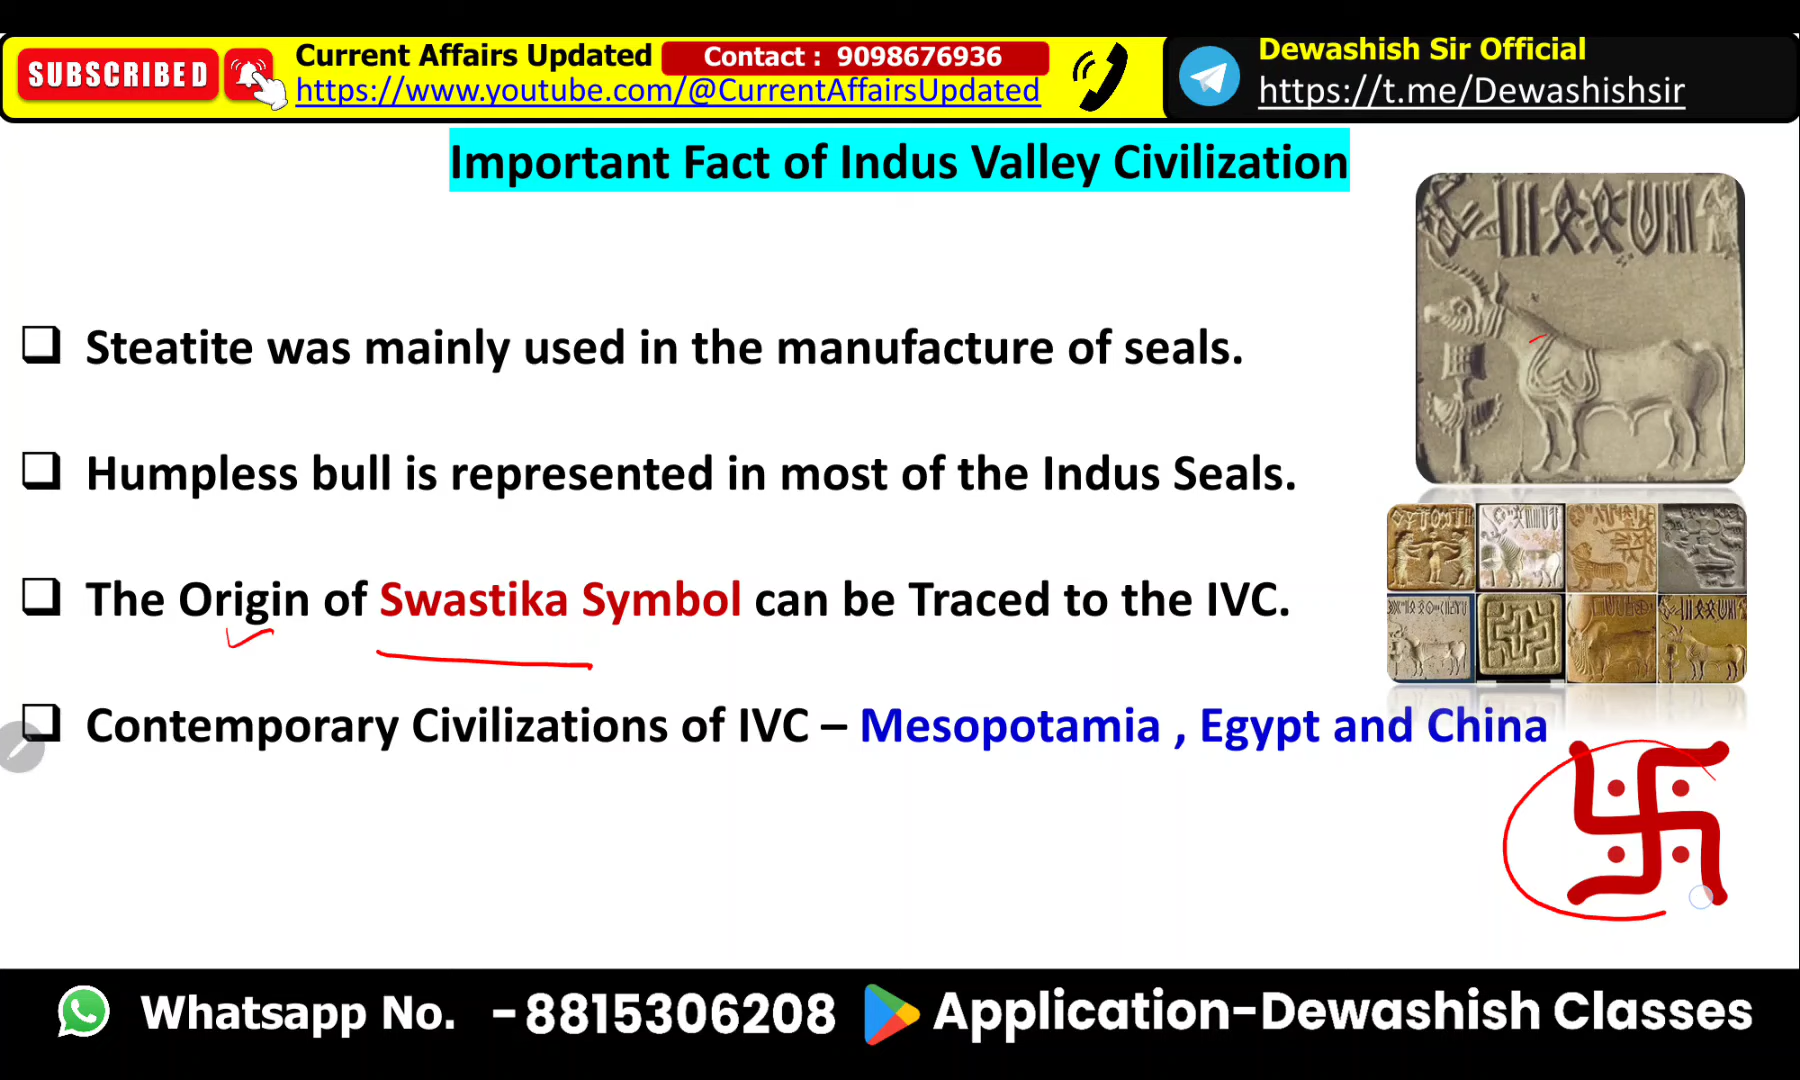 SUBSCRIBED
Current Affairs Updated
Contact : 9098676936
https://www.youtube.com/@CurrentAffairsUpdated
Dewashish Sir Official
https://t.me/Dewashishsir
Important Fact of Indus Valley Civilization
❑ Steatite was mainly used in the manufacture of seals.
❑ Humpless bull is represented in most of the Indus Seals.
❑ The Origin of Swastika Symbol can be Traced to the IVC.
❑ Contemporary Civilizations of IVC – Mesopotamia , Egypt and China
Whatsapp No. -8815306208
Application-Dewashish Classes